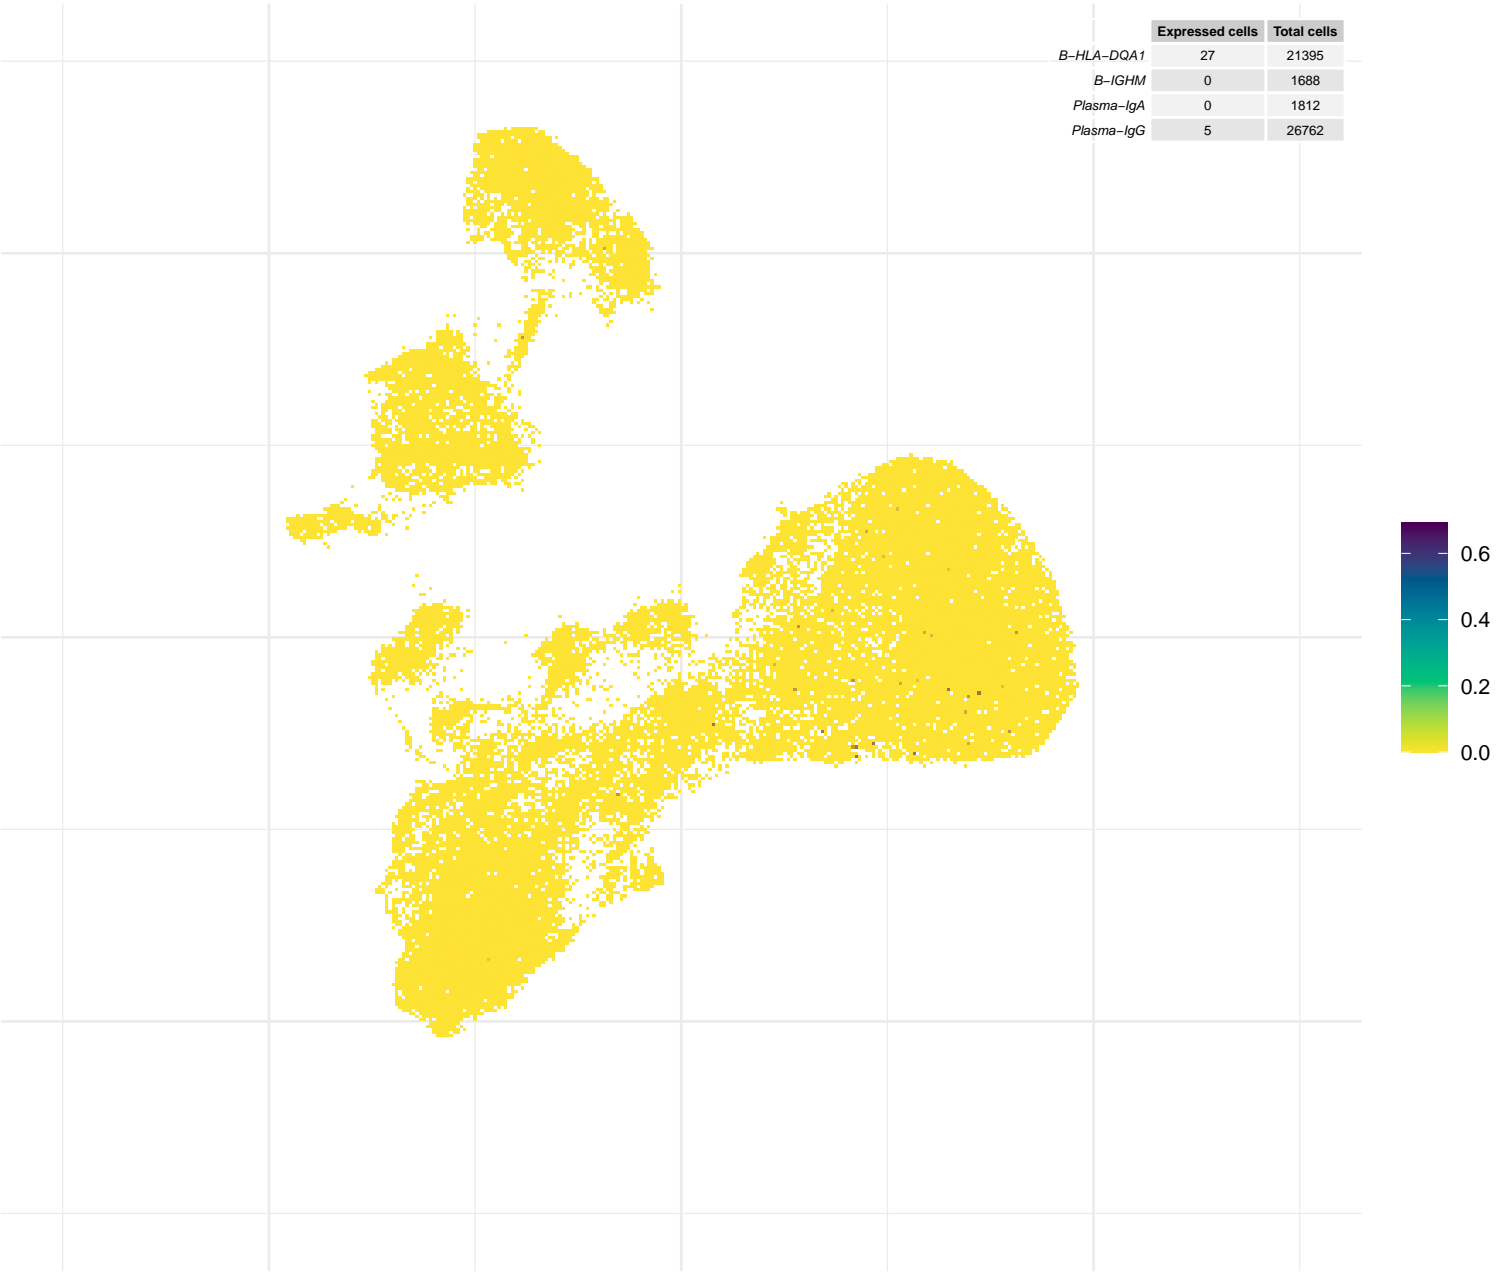 Expressed cells Total cells
B−HLA−DQA1 27 21395
B−IGHM 0 1688
Plasma−IgA 0 1812
Plasma−IgG 5 26762
0.6
0.4
0.2
0.0